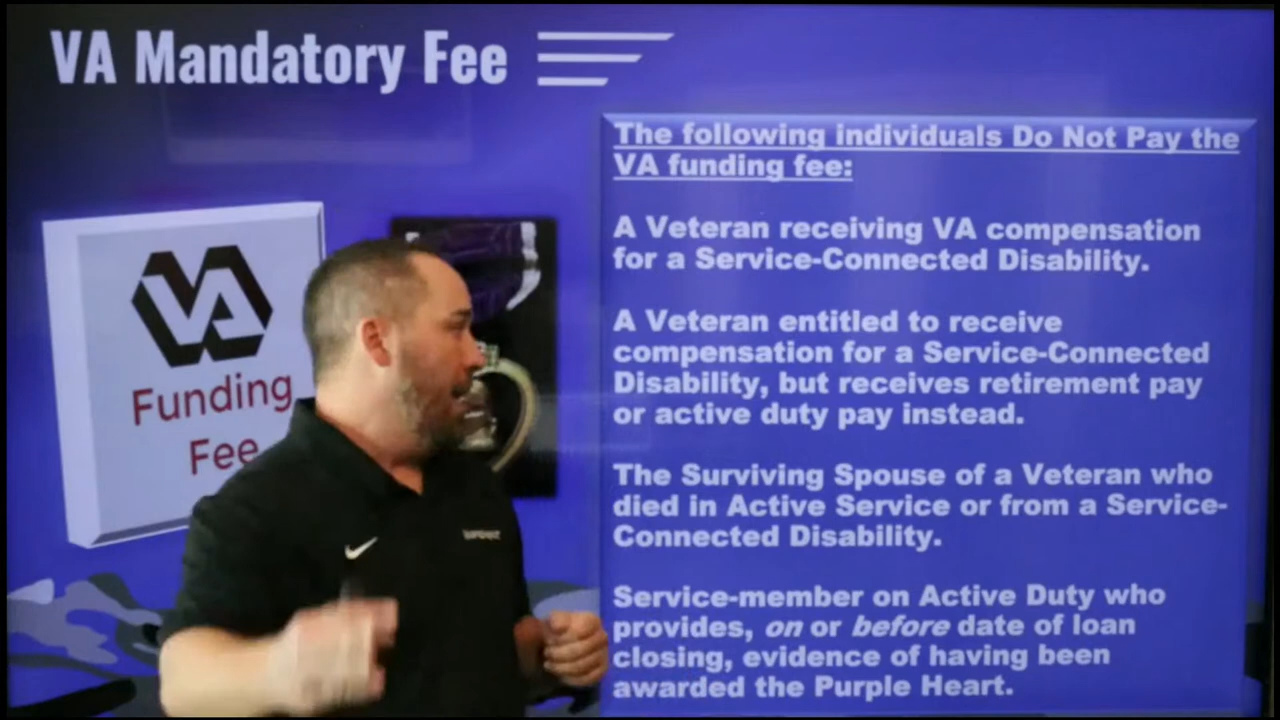 VA Mandatory Fee
The following individuals Do Not Pay the
VA funding fee:
A Veteran receiving VA compensation
for a Service-Connected Disability.
A Veteran entitled to receive
compensation for a Service-Connected
Disability, but receives retirement pay
or active duty pay instead.
The Surviving Spouse of a Veteran who
died in Active Service or from a Service-
Connected Disability.
Service-member on Active Duty who
provides, on or before date of loan
closing, evidence of having been
awarded the Purple Heart.
VA
Funding
Fee